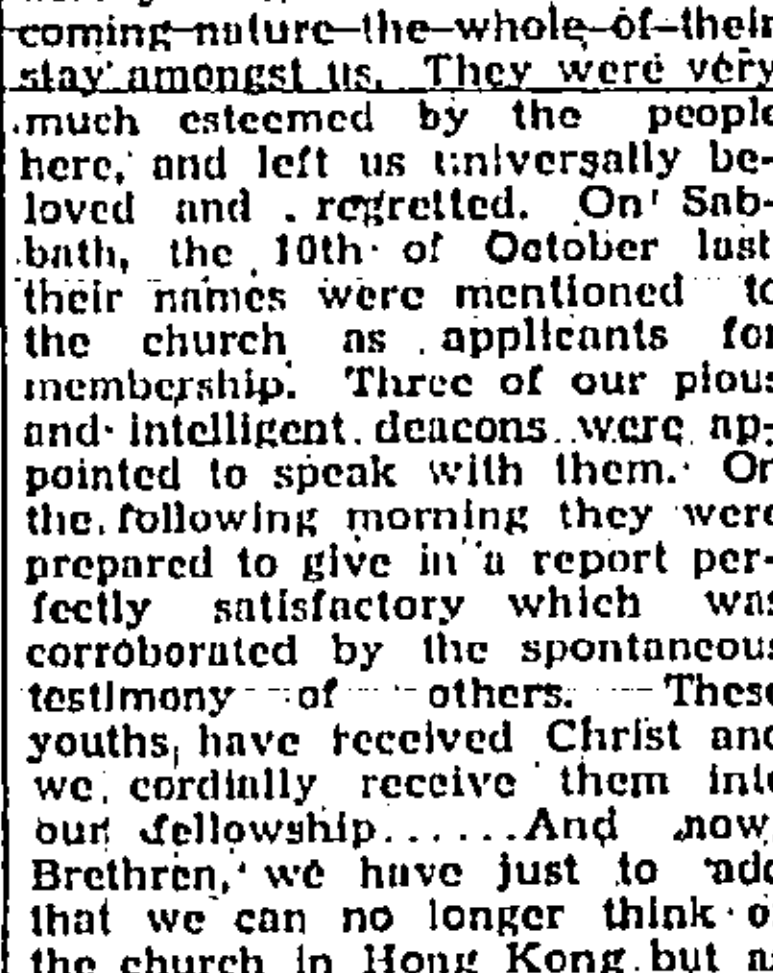 coming nature the whole of their
stay amongst us. They were very
much esteemed by the people
here, and left us universally be-
loved and regretted. On Sab-
bath, the 10th of October last
their names were mentioned to
the church as applicants for
membership. Three of our pious
and intelligent deacons were ap-
pointed to speak with them. On
the following morning they were
prepared to give in a report per-
fectly satisfactory which was
corroborated by the spontaneous
testimony of others. These
youths, have received Christ and
we cordially receive them into
our fellowship......And now,
Brethren, we have just to add
that we can no longer think of
the church in Hong Kong but as